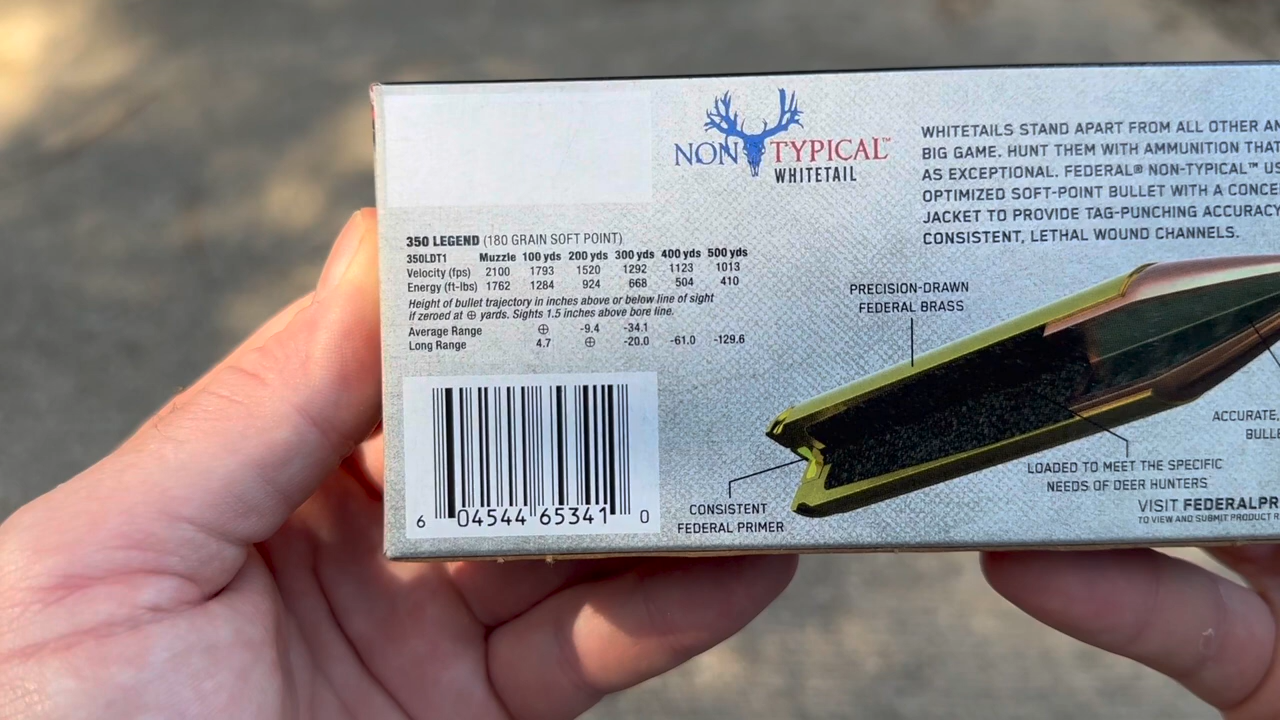 NON TYPICAL™
WHITETAIL
WHITETAILS STAND APART FROM ALL OTHER
BIG GAME. HUNT THEM WITH AMMUNITION THAT
AS EXCEPTIONAL. FEDERAL® NON-TYPICAL™
OPTIMIZED SOFT-POINT BULLET WITH A
JACKET TO PROVIDE TAG-PUNCHING ACCURACY
CONSISTENT, LETHAL WOUND CHANNELS.
350 LEGEND (180 GRAIN SOFT POINT)
350LDT1 Muzzle 100 yds 200 yds 300 yds 400 yds 500 yds
Velocity (fps) 2100 1793 1520 1292 1123 1013
Energy (ft-lbs) 1762 1284 924 668 504 410
Height of bullet trajectory in inches above or below line of sight
if zeroed at ⊕ yards. Sights 1.5 inches above bore line.
Average Range ⊕ -9.4 -34.1
Long Range 4.7 ⊕ -20.0 -61.0 -129.6
6 04544 65341 0
PRECISION-DRAWN
FEDERAL BRASS
CONSISTENT
FEDERAL PRIMER
ACCURATE,
LOADED TO MEET THE SPECIFIC
NEEDS OF DEER HUNTERS
VISIT FEDERALPR
TO VIEW AND SUBMIT PRODUCT